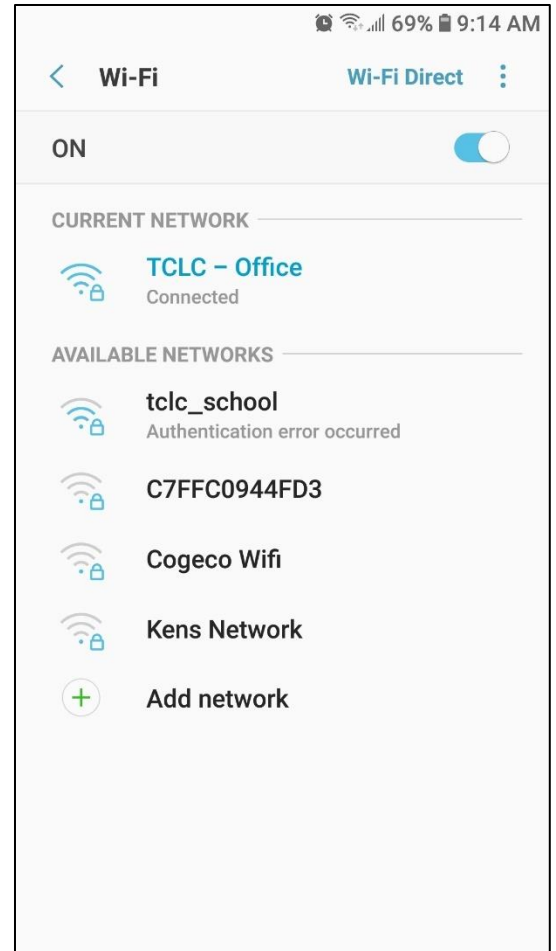 69% 9:14 AM
Wi-Fi Wi-Fi Direct
ON
CURRENT NETWORK
TCLC – Office
Connected
AVAILABLE NETWORKS
tclc_school
Authentication error occurred
C7FFC0944FD3
Cogeco Wifi
Kens Network
Add network